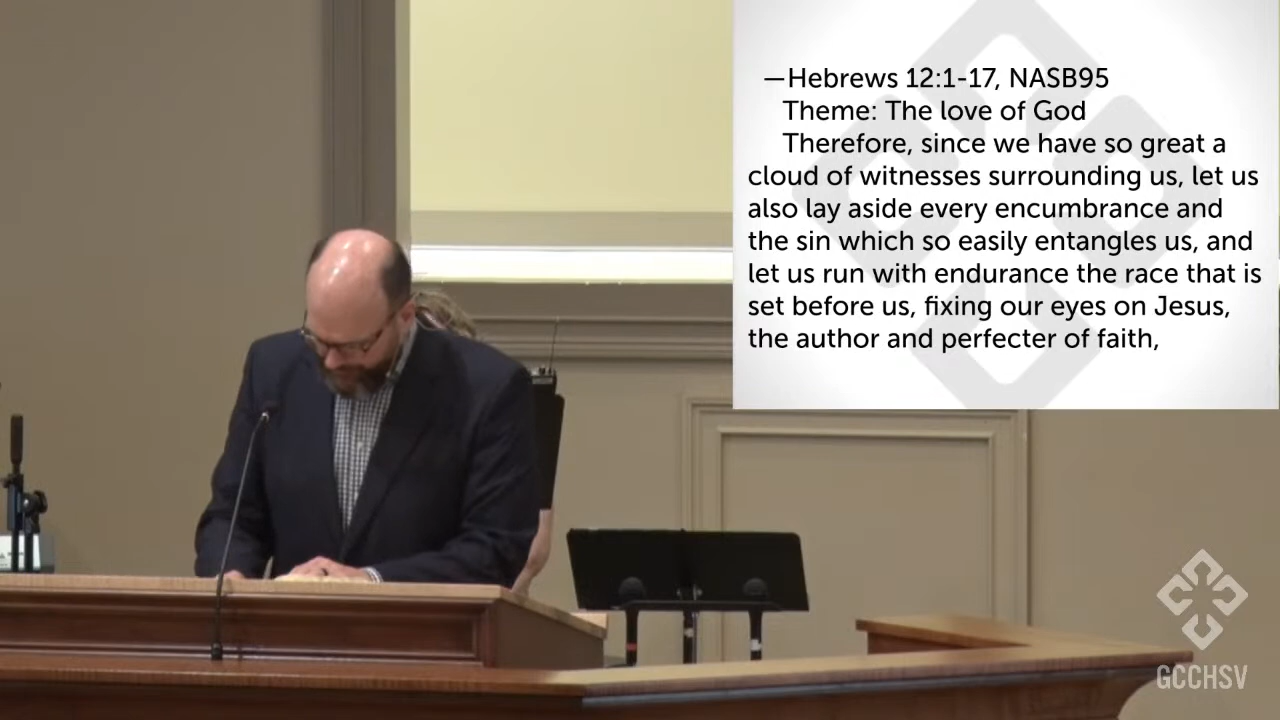 —Hebrews 12:1-17, NASB95
Theme: The love of God
Therefore, since we have so great a
cloud of witnesses surrounding us, let us
also lay aside every encumbrance and
the sin which so easily entangles us, and
let us run with endurance the race that is
set before us, fixing our eyes on Jesus,
the author and perfecter of faith,
GCCHSV